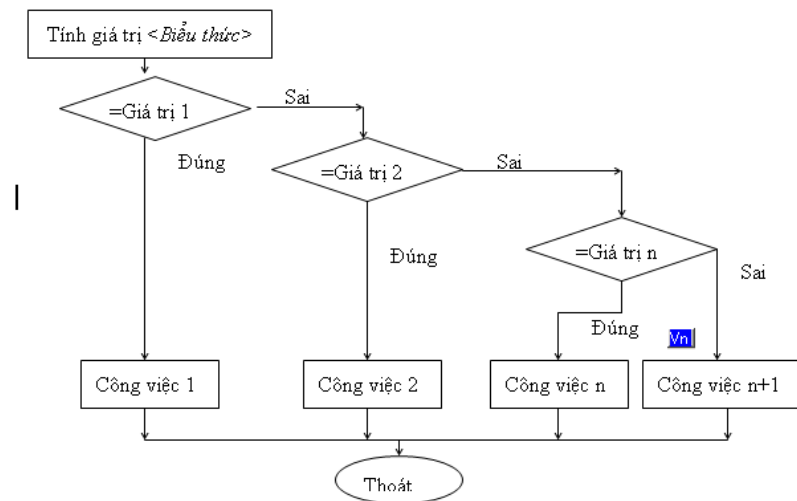 Tính giá trị <Biểu thức>
=Giá trị 1
Sai
Đúng
=Giá trị 2
Sai
Đúng
=Giá trị n
Sai
Đúng
Vn
Công việc 1
Công việc 2
Công việc n
Công việc n+1
Thoát